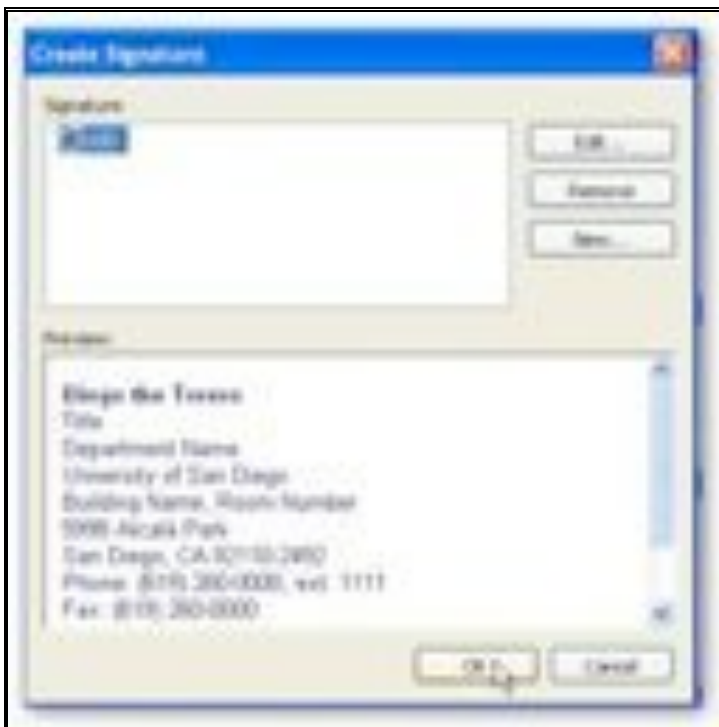 Create Signature
Signature:
Edit...
Remove
New...
Preview:
Diego the Torero
Title
Department Name
University of San Diego
Building Name, Room Number
5998 Alcalá Park
San Diego, CA 92110-2492
Phone: (619) 260-0000, ext. 1111
Fax: (619) 260-0000
OK
Cancel